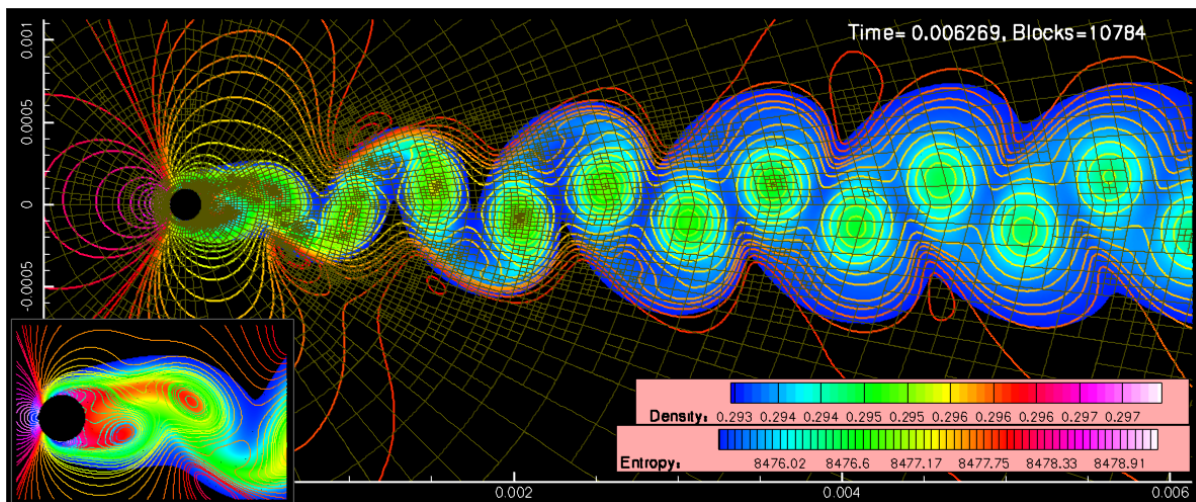 Time= 0.006269, Blocks=10784
0.001
0.0005
0
-0.0005
Density:
0.293 0.294 0.294 0.295 0.295 0.296 0.296 0.296 0.297 0.297
Entropy:
8476.02 8476.6 8477.17 8477.75 8478.33 8478.91
0.002 0.004 0.006